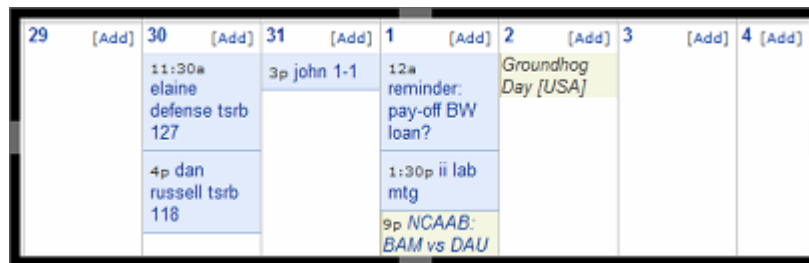 29 [Add] 30 [Add] 31 [Add] 1 [Add] 2 [Add] 3 [Add] 4 [Add]
11:30a
elaine
defense tsrb
127
4p dan
russell tsrb
118
3p john 1-1
12a
reminder:
pay-off BW
loan?
1:30p ii lab
mtg
9p NCAAB:
BAM vs DAU
Groundhog
Day [USA]